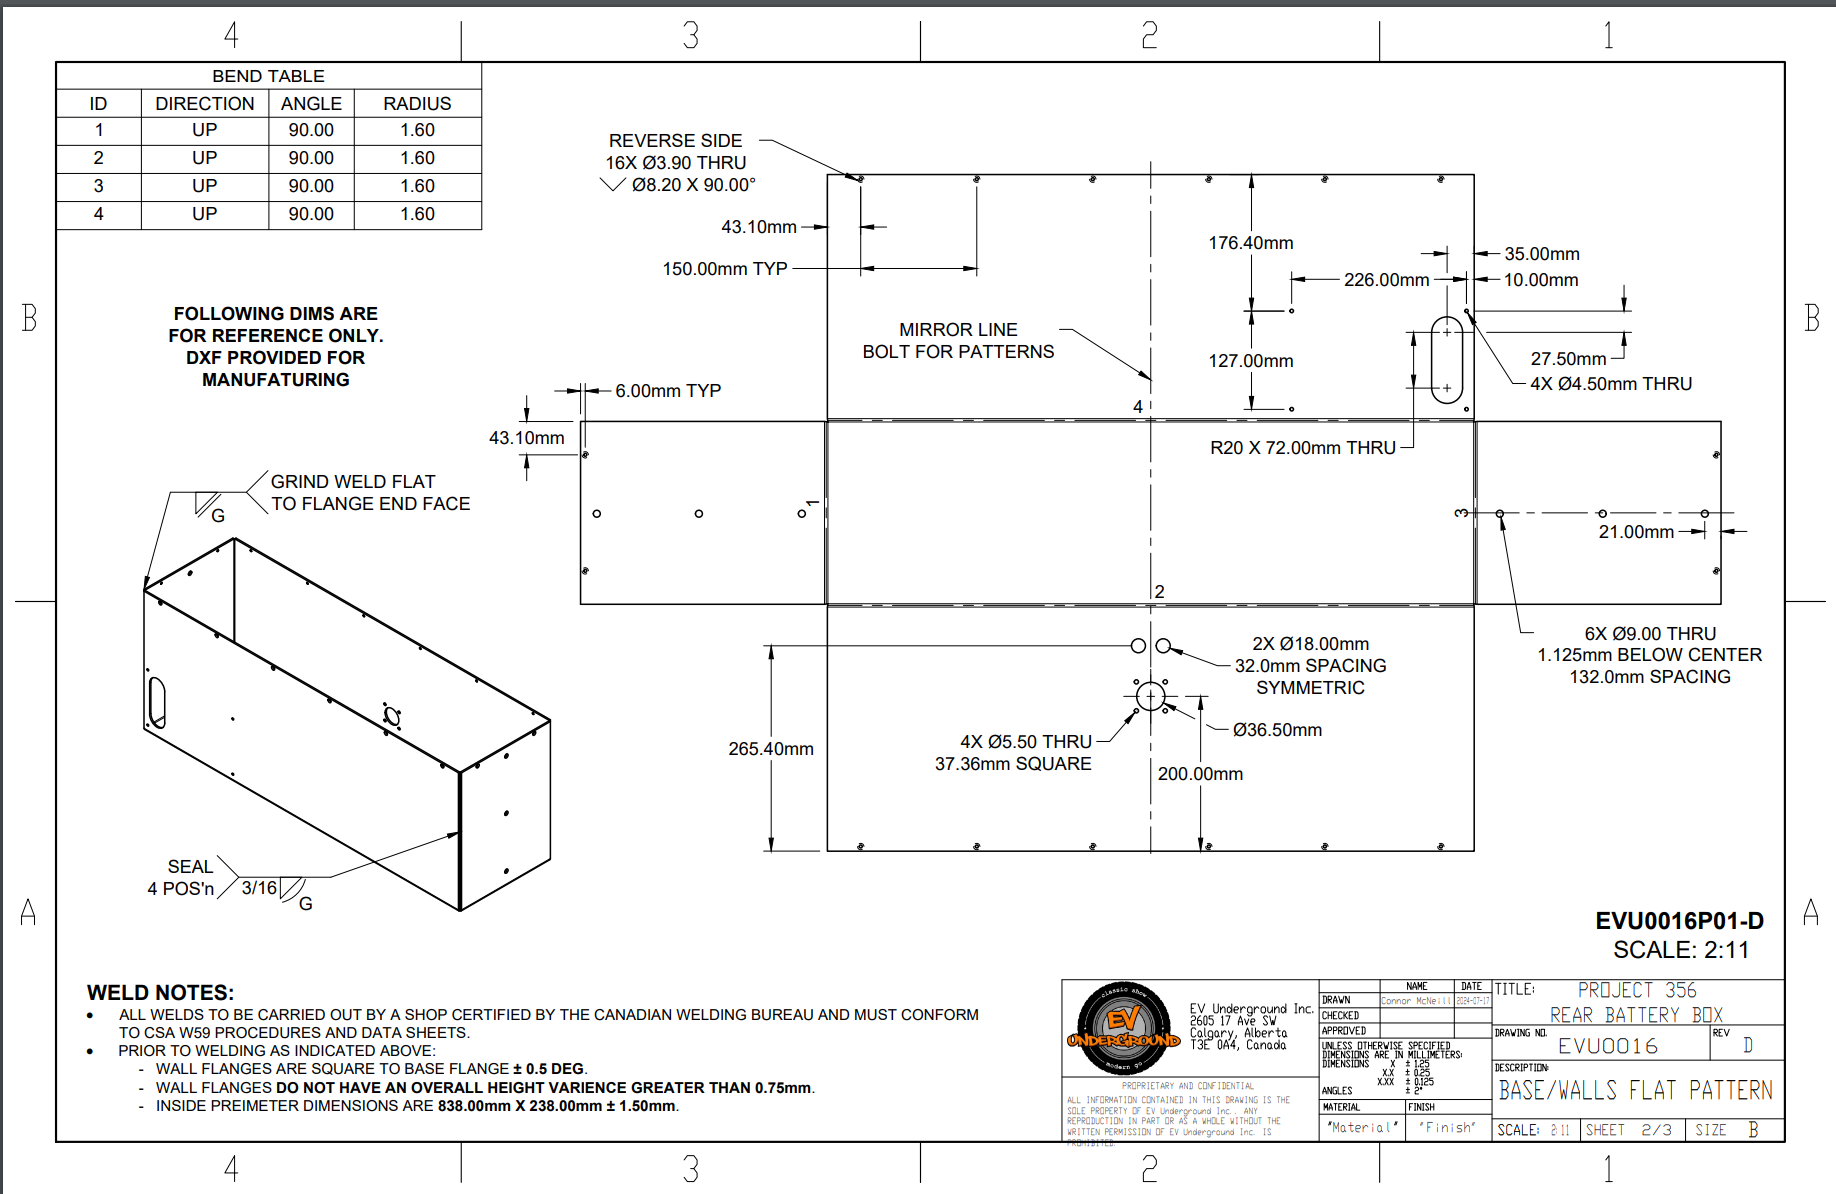 4
3
2
1
BEND TABLE
ID DIRECTION ANGLE RADIUS
1 UP 90.00 1.60
2 UP 90.00 1.60
3 UP 90.00 1.60
4 UP 90.00 1.60
REVERSE SIDE
16X Ø3.90 THRU
⌵ Ø8.20 X 90.00°
43.10mm
150.00mm TYP
176.40mm
35.00mm
226.00mm
10.00mm
B
B
FOLLOWING DIMS ARE
FOR REFERENCE ONLY.
DXF PROVIDED FOR
MANUFATURING
MIRROR LINE
BOLT FOR PATTERNS
127.00mm
27.50mm
4X Ø4.50mm THRU
6.00mm TYP
4
43.10mm
R20 X 72.00mm THRU
GRIND WELD FLAT
TO FLANGE END FACE
G
1
3
21.00mm
2
6X Ø9.00 THRU
1.125mm BELOW CENTER
132.0mm SPACING
2X Ø18.00mm
32.0mm SPACING
SYMMETRIC
Ø36.50mm
265.40mm
4X Ø5.50 THRU
37.36mm SQUARE
200.00mm
SEAL
4 POS'n
3/16
G
A
A
EVU0016P01-D
SCALE: 2:11
WELD NOTES:
• ALL WELDS TO BE CARRIED OUT BY A SHOP CERTIFIED BY THE CANADIAN WELDING BUREAU AND MUST CONFORM
TO CSA W59 PROCEDURES AND DATA SHEETS.
• PRIOR TO WELDING AS INDICATED ABOVE:
- WALL FLANGES ARE SQUARE TO BASE FLANGE ± 0.5 DEG.
- WALL FLANGES DO NOT HAVE AN OVERALL HEIGHT VARIENCE GREATER THAN 0.75mm.
- INSIDE PREIMETER DIMENSIONS ARE 838.00mm X 238.00mm ± 1.50mm.
classic show
EV
UNDERGROUND
modern go
EV Underground Inc.
2605 17 Ave SW
Calgary, Alberta
T3E 0A4, Canada
PROPRIETARY AND CONFIDENTIAL
ALL INFORMATION CONTAINED IN THIS DRAWING IS THE
SOLE PROPERTY OF EV Underground Inc.. ANY
REPRODUCTION IN PART OR AS A WHOLE WITHOUT THE
WRITTEN PERMISSION OF EV Underground Inc. IS
PROHIBITED.
NAME DATE
DRAWN Connor McNeill 2024-07-17
CHECKED
APPROVED
UNLESS OTHERWISE SPECIFIED
DIMENSIONS ARE IN MILLIMETERS:
DIMENSIONS X ± 1.25
X.X ± 0.25
X.XX ± 0.125
ANGLES ± 2°
MATERIAL FINISH
"Material" "Finish"
TITLE: PROJECT 356
REAR BATTERY BOX
DRAWING NO. REV
EVU0016 D
DESCRIPTION:
BASE/WALLS FLAT PATTERN
SCALE: 2:11 SHEET 2/3 SIZE B
4
3
2
1